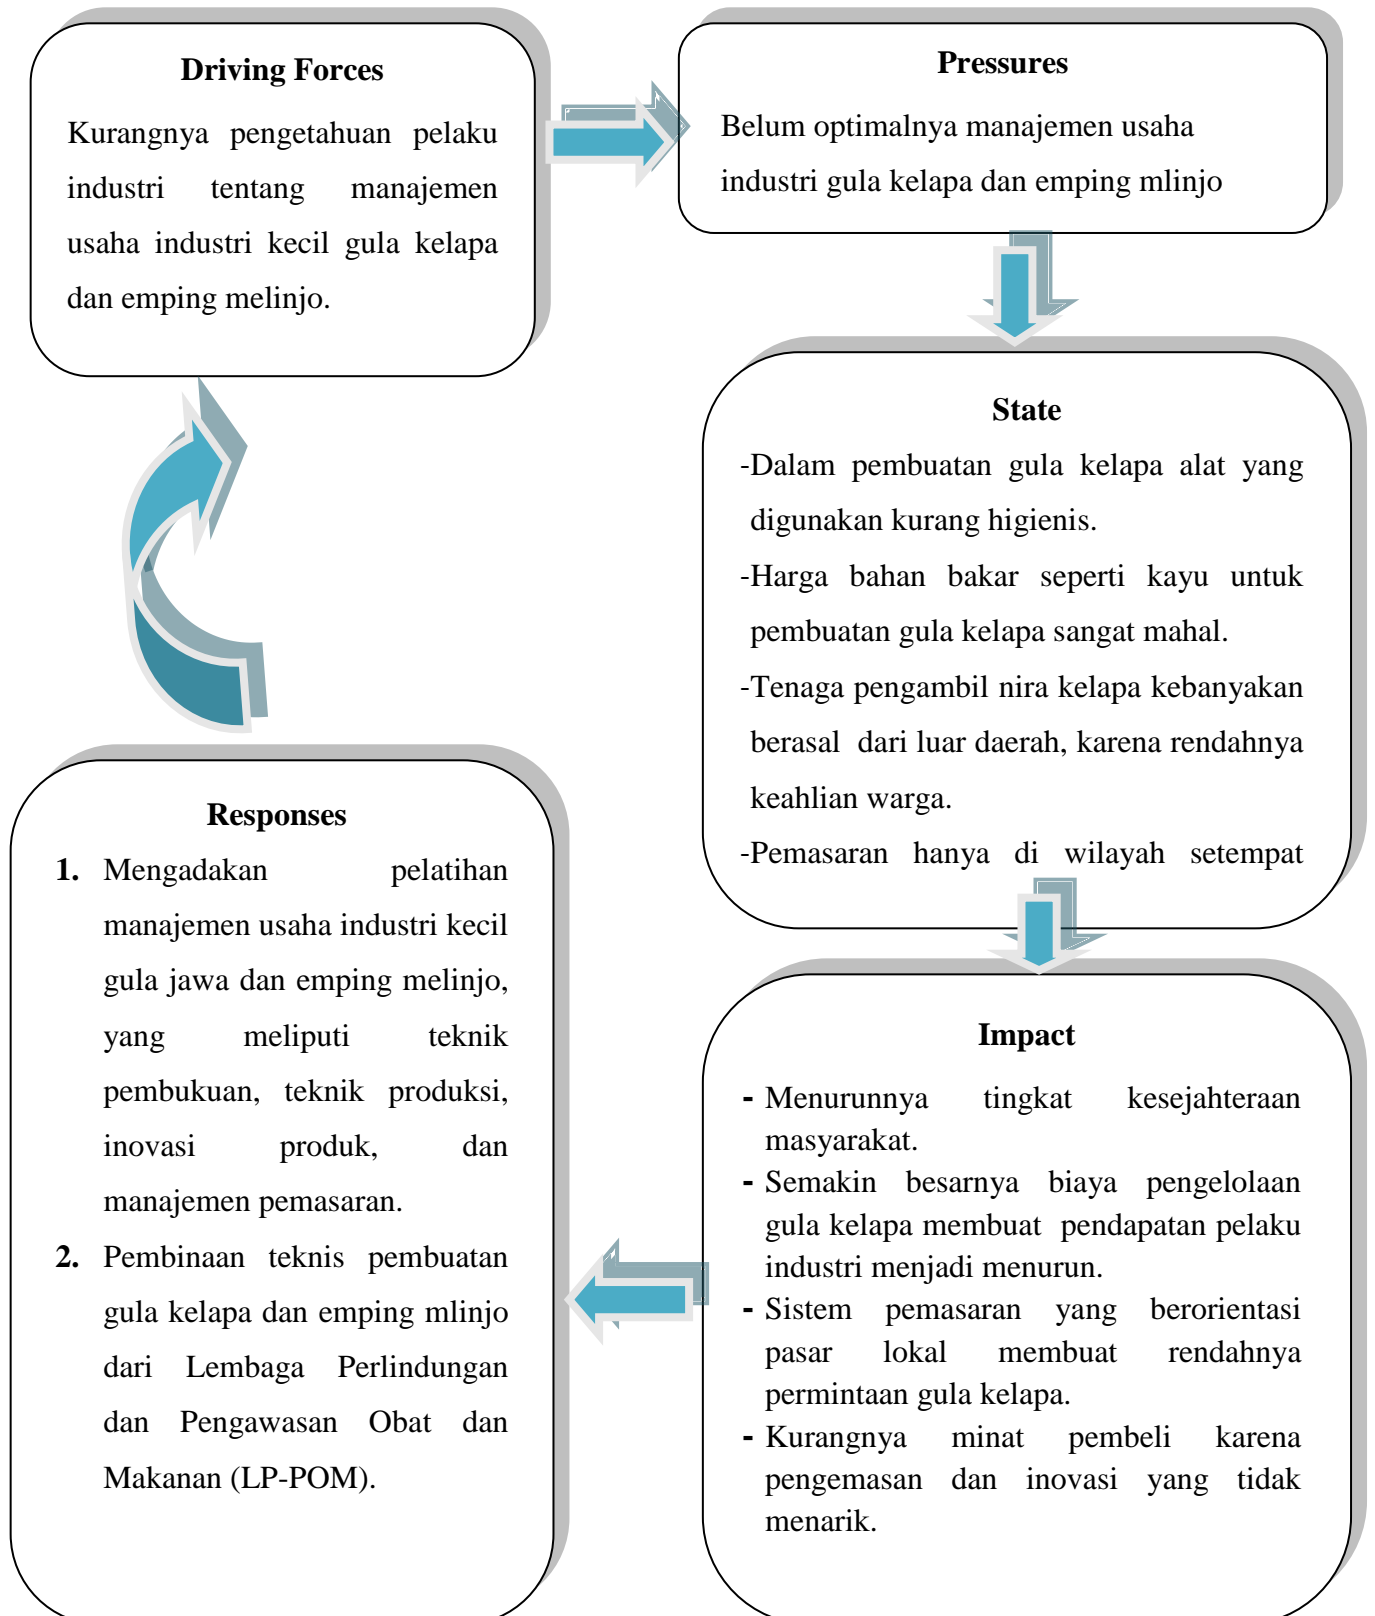 Driving Forces
Kurangnya pengetahuan pelaku
industri tentang manajemen
usaha industri kecil gula kelapa
dan emping melinjo.
Pressures
Belum optimalnya manajemen usaha
industri gula kelapa dan emping mlinjo
State
-Dalam pembuatan gula kelapa alat yang
digunakan kurang higienis.
-Harga bahan bakar seperti kayu untuk
pembuatan gula kelapa sangat mahal.
-Tenaga pengambil nira kelapa kebanyakan
berasal dari luar daerah, karena rendahnya
keahlian warga.
-Pemasaran hanya di wilayah setempat
Impact
- Menurunnya tingkat kesejahteraan
masyarakat.
- Semakin besarnya biaya pengelolaan
gula kelapa membuat pendapatan pelaku
industri menjadi menurun.
- Sistem pemasaran yang berorientasi
pasar lokal membuat rendahnya
permintaan gula kelapa.
- Kurangnya minat pembeli karena
pengemasan dan inovasi yang tidak
menarik.
Responses
1. Mengadakan pelatihan
manajemen usaha industri kecil
gula jawa dan emping melinjo,
yang meliputi teknik
pembukuan, teknik produksi,
inovasi produk, dan
manajemen pemasaran.
2. Pembinaan teknis pembuatan
gula kelapa dan emping mlinjo
dari Lembaga Perlindungan
dan Pengawasan Obat dan
Makanan (LP-POM).